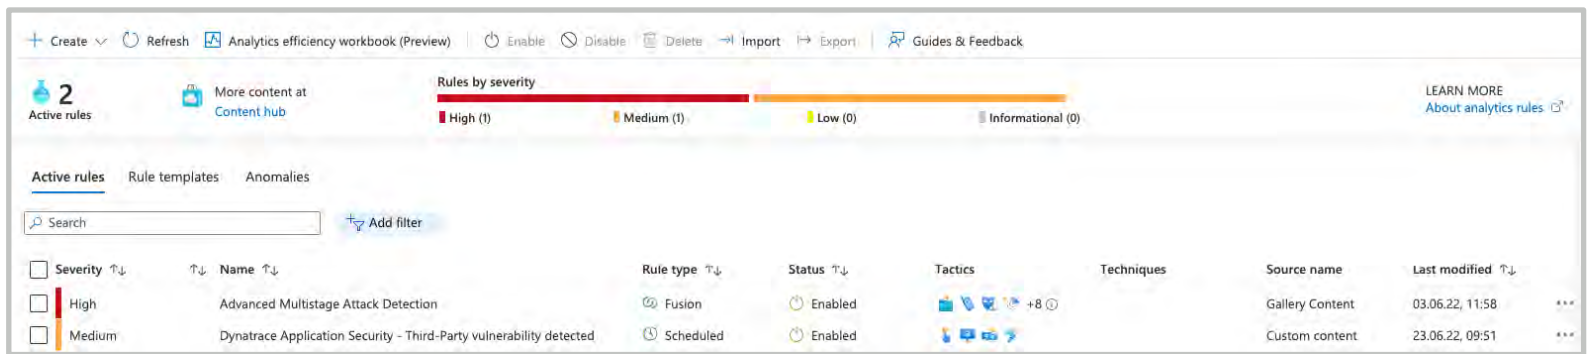 Create Refresh Analytics efficiency workbook (Preview) Enable Disable Delete Import Export Guides & Feedback
2
Active rules
More content at
Content hub
Rules by severity
High (1) Medium (1) Low (0) Informational (0)
LEARN MORE
About analytics rules
Active rules Rule templates Anomalies
Search Add filter
Severity Name Rule type Status Tactics Techniques Source name Last modified
High Advanced Multistage Attack Detection Fusion Enabled +8 Gallery Content 03.06.22, 11:58
Medium Dynatrace Application Security - Third-Party vulnerability detected Scheduled Enabled Custom content 23.06.22, 09:51